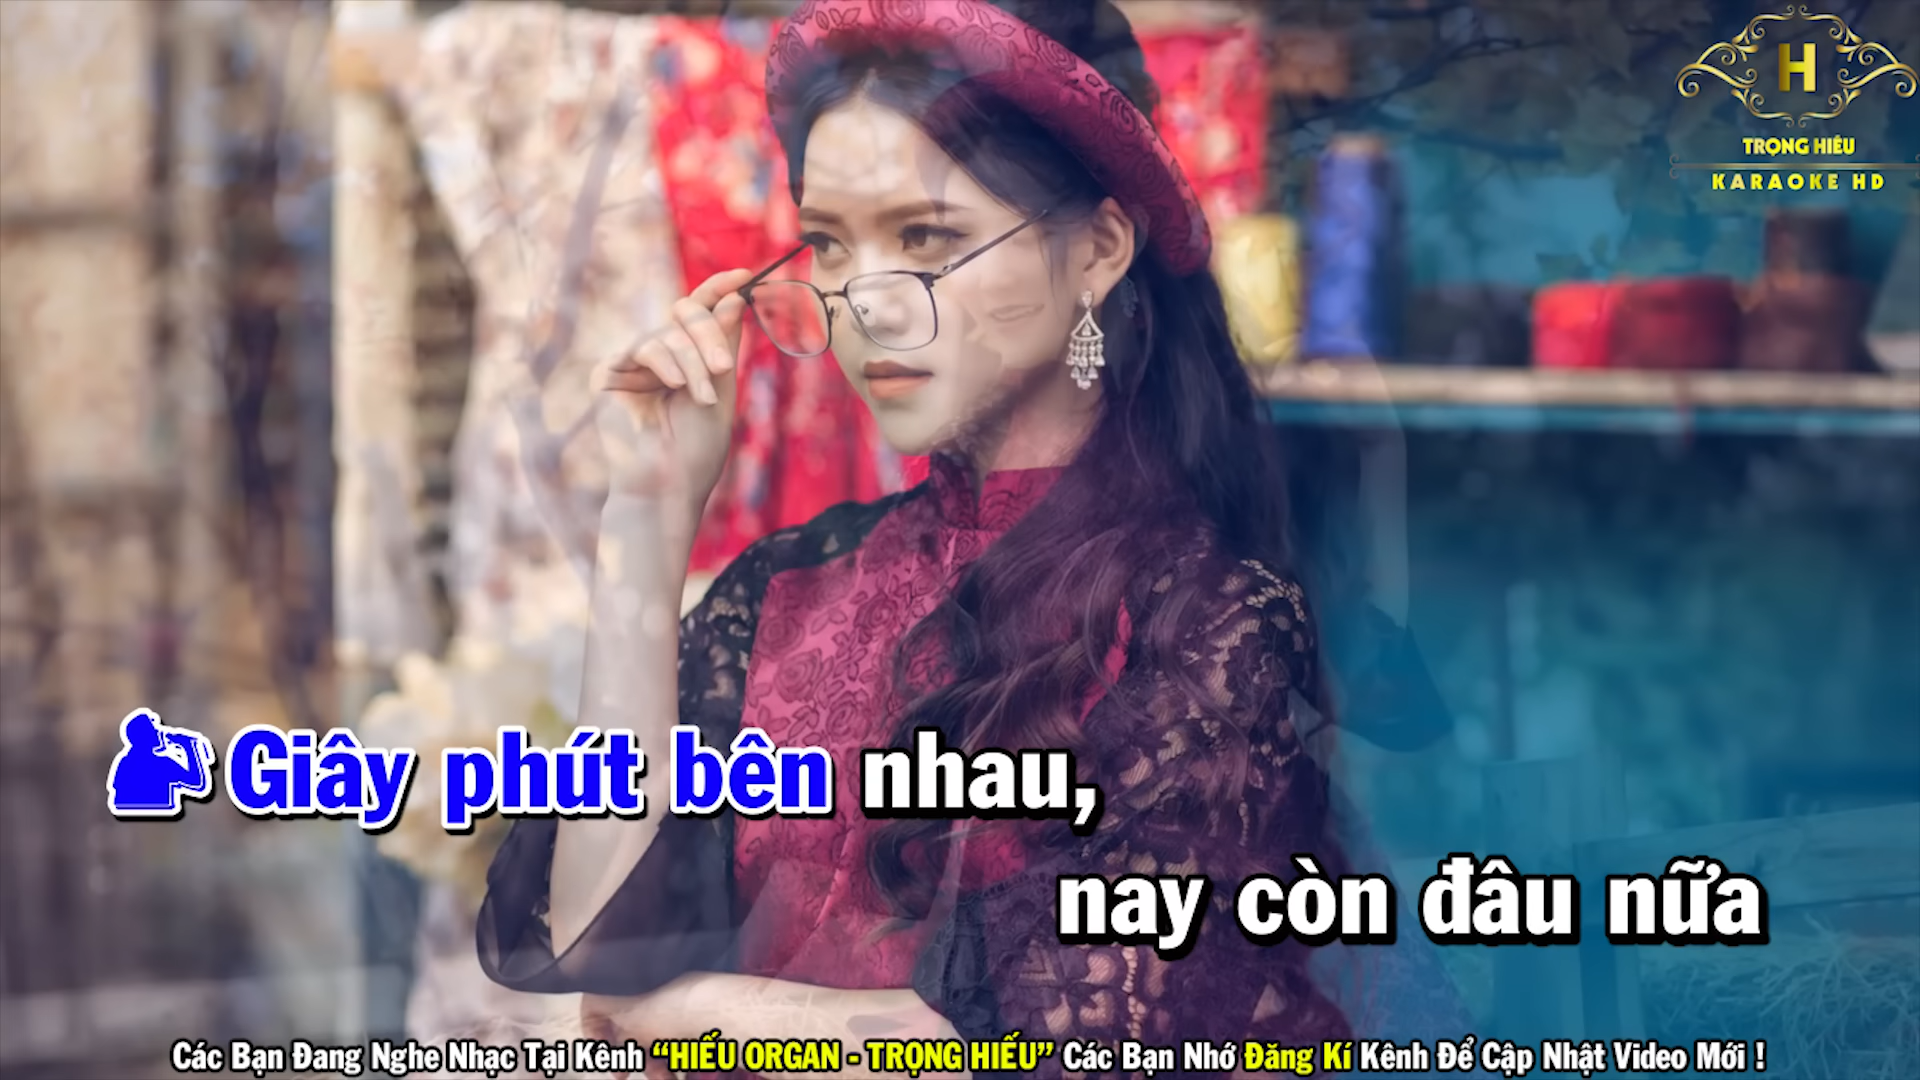 H
TRỌNG HIẾU
KARAOKE HD
Giây phút bên nhau,
nay còn đâu nữa
Các Bạn Đang Nghe Nhạc Tại Kênh “HIẾU ORGAN - TRỌNG HIẾU” Các Bạn Nhớ Đăng Kí Kênh Để Cập Nhật Video Mới !